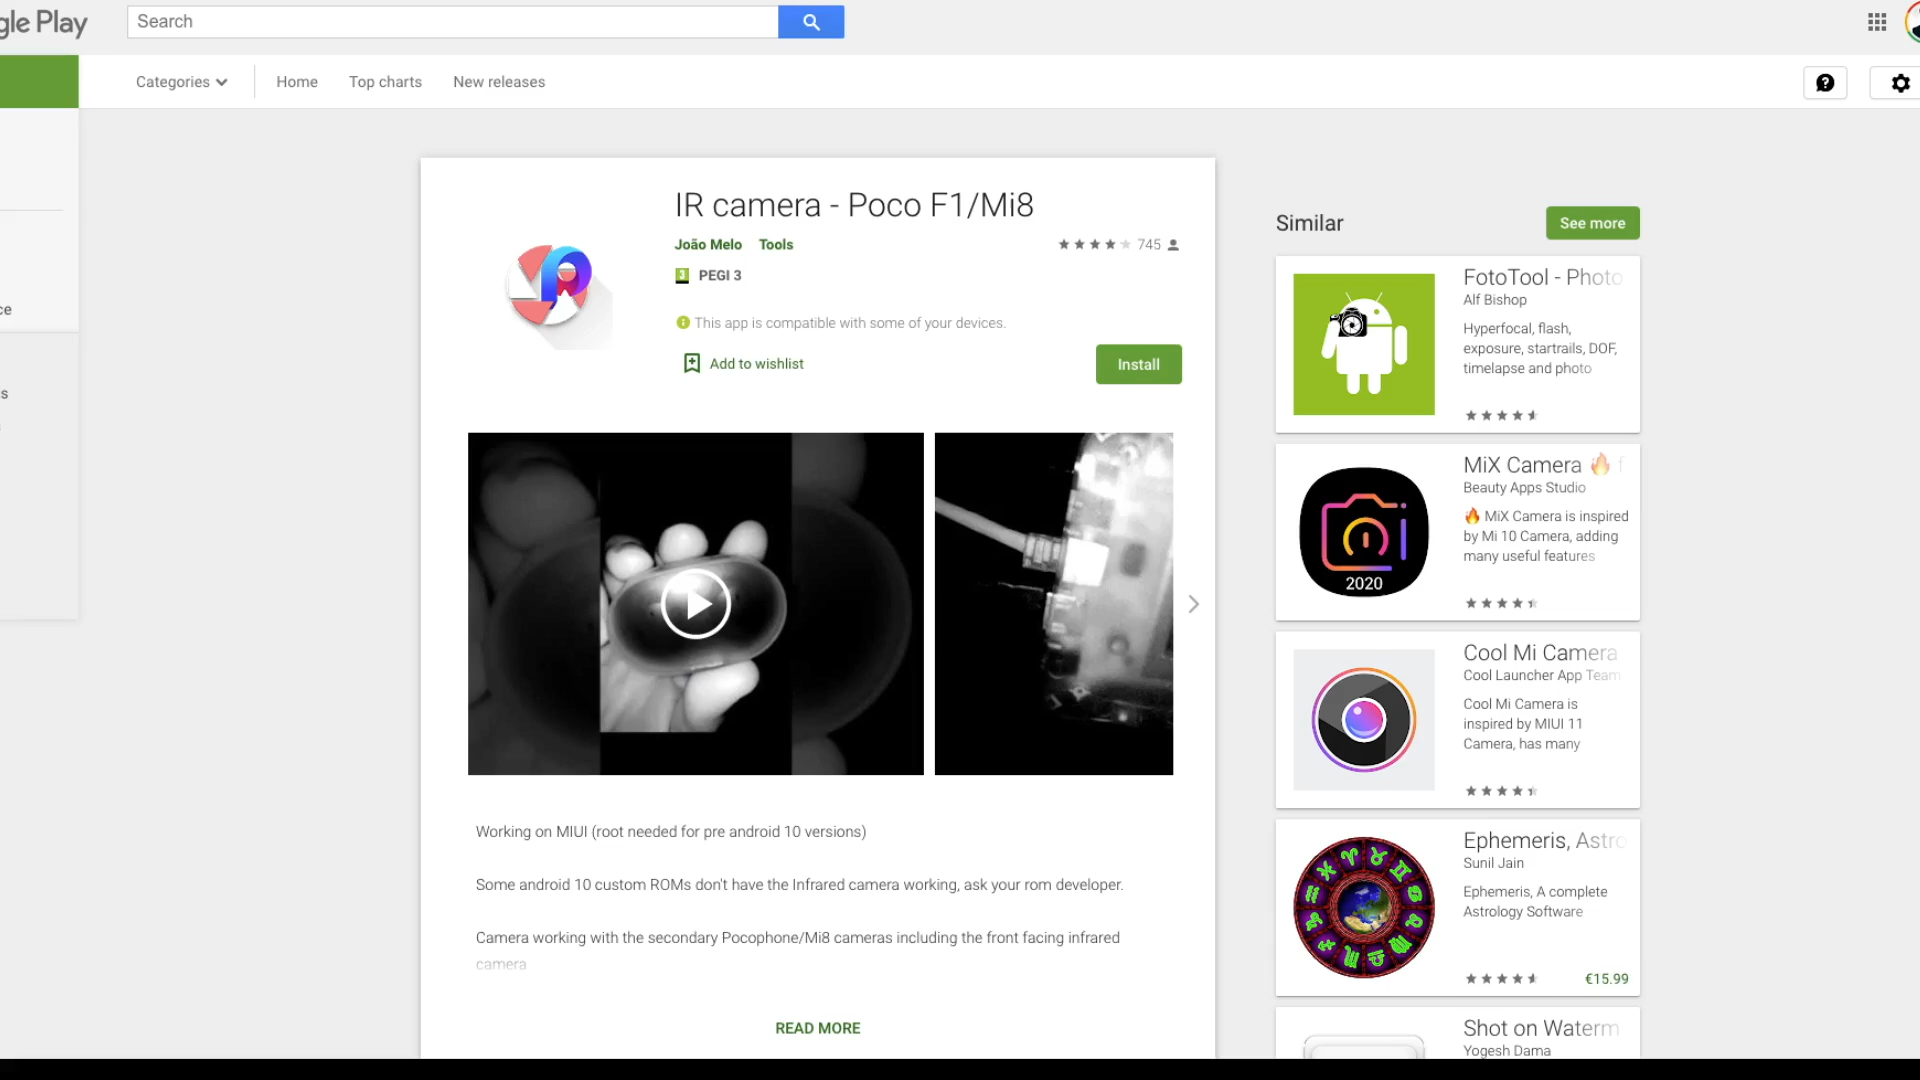 gle Play
Search
Categories
Home
Top charts
New releases
ce
s
IR camera - Poco F1/Mi8
João Melo
Tools
745
3
PEGI 3
This app is compatible with some of your devices.
Add to wishlist
Install
Working on MIUI (root needed for pre android 10 versions)
Some android 10 custom ROMs don't have the Infrared camera working, ask your rom developer.
Camera working with the secondary Pocophone/Mi8 cameras including the front facing infrared
camera
READ MORE
Similar
See more
FotoTool - Photo
Alf Bishop
Hyperfocal, flash,
exposure, startrails, DOF,
timelapse and photo
MiX Camera 🔥 f
Beauty Apps Studio
🔥 MiX Camera is inspired
by Mi 10 Camera, adding
many useful features
2020
Cool Mi Camera
Cool Launcher App Team
Cool Mi Camera is
inspired by MIUI 11
Camera, has many
Ephemeris, Astro
Sunil Jain
Ephemeris, A complete
Astrology Software
€15.99
Shot on Waterm
Yogesh Dama